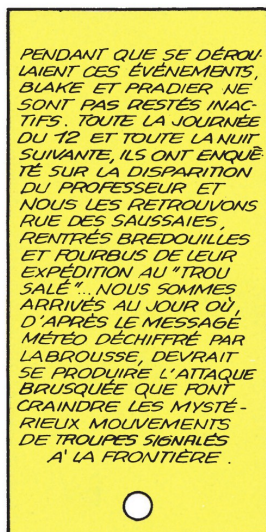 PENDANT QUE SE DÉROU-
LAIENT CES ÉVÉNEMENTS,
BLAKE ET PRADIER NE
SONT PAS RESTÉS INAC-
TIFS. TOUTE LA JOURNÉE
DU 12 ET TOUTE LA NUIT
SUIVANTE, ILS ONT ENQUÊ-
TÉ SUR LA DISPARITION
DU PROFESSEUR ET
NOUS LES RETROUVONS
RUE DES SAUSSAIES,
RENTRÉS BREDOUILLES
ET FOURBUS DE LEUR
EXPÉDITION AU "TROU
SALÉ"... NOUS SOMMES
ARRIVÉS AU JOUR OÙ,
D'APRÈS LE MESSAGE
MÉTÉO DÉCHIFFRÉ PAR
LABROUSSE, DEVRAIT
SE PRODUIRE L'ATTAQUE
BRUSQUÉE QUE FONT
CRAINDRE LES MYSTÉ-
RIEUX MOUVEMENTS
DE TROUPES SIGNALÉS
À LA FRONTIÈRE.